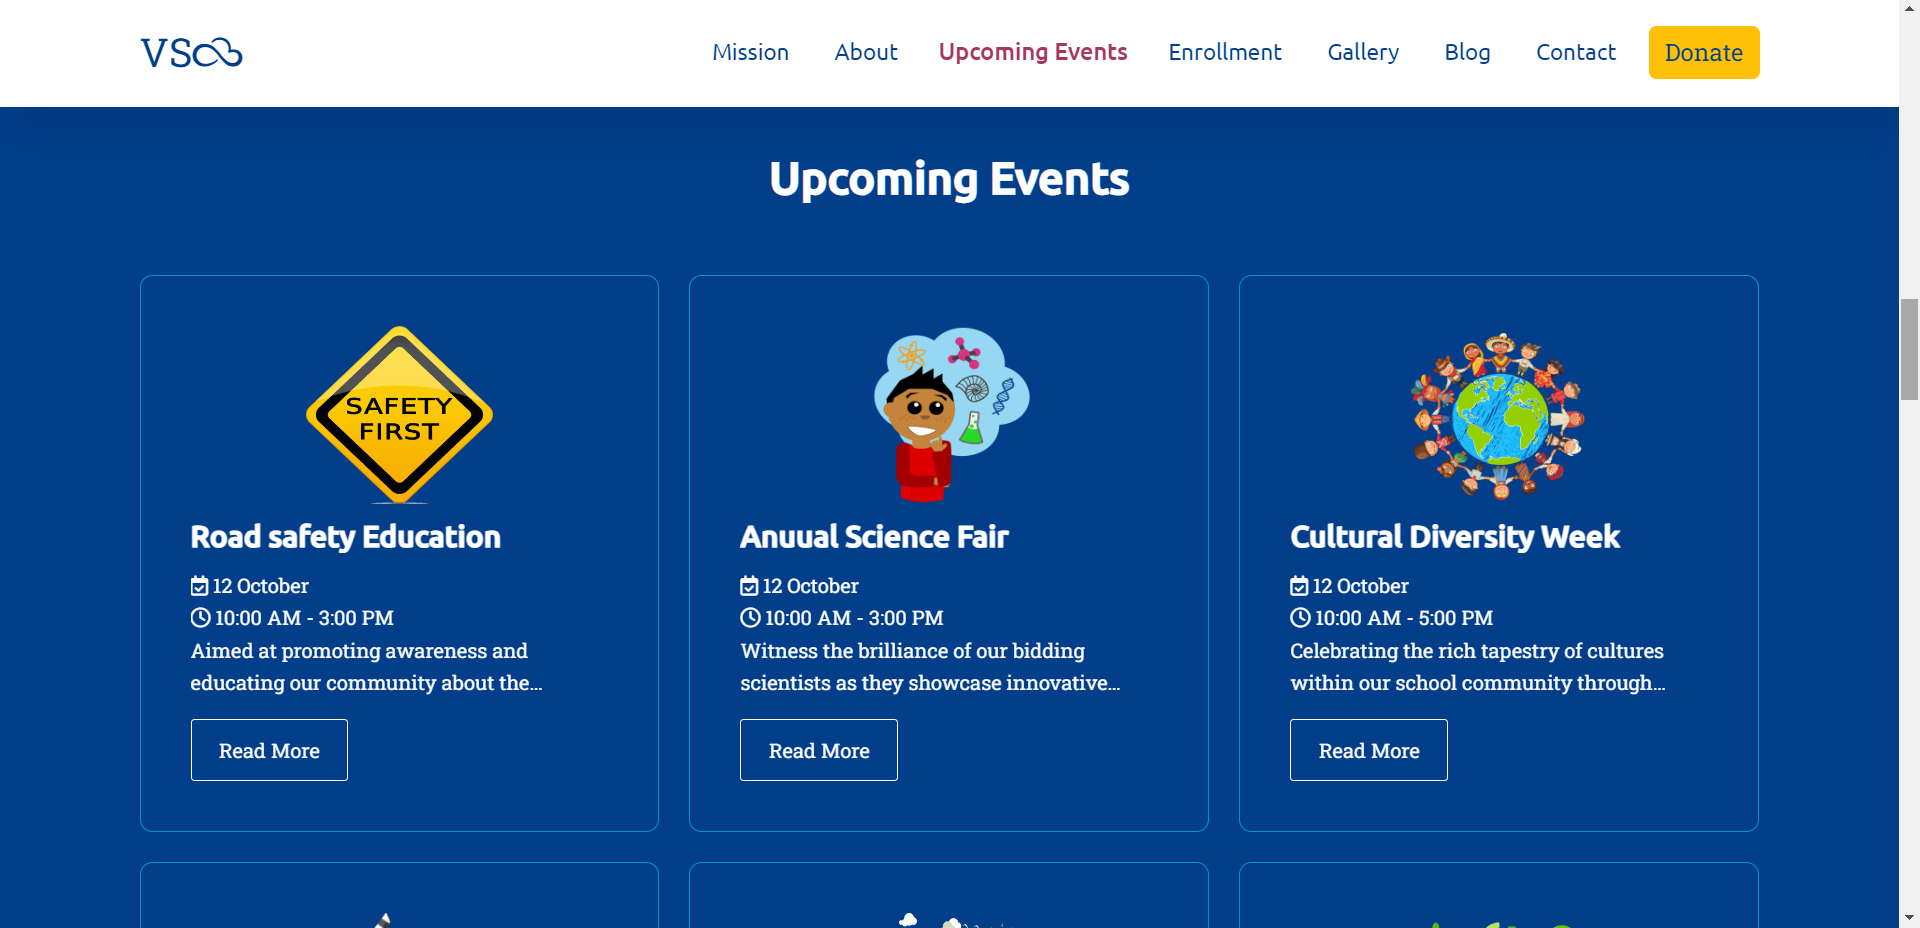 VS
Mission About Upcoming Events Enrollment Gallery Blog Contact Donate
Upcoming Events
SAFETY
FIRST
Road safety Education
12 October
10:00 AM - 3:00 PM
Aimed at promoting awareness and
educating our community about the...
Read More
Anuual Science Fair
12 October
10:00 AM - 3:00 PM
Witness the brilliance of our bidding
scientists as they showcase innovative...
Read More
Cultural Diversity Week
12 October
10:00 AM - 5:00 PM
Celebrating the rich tapestry of cultures
within our school community through...
Read More